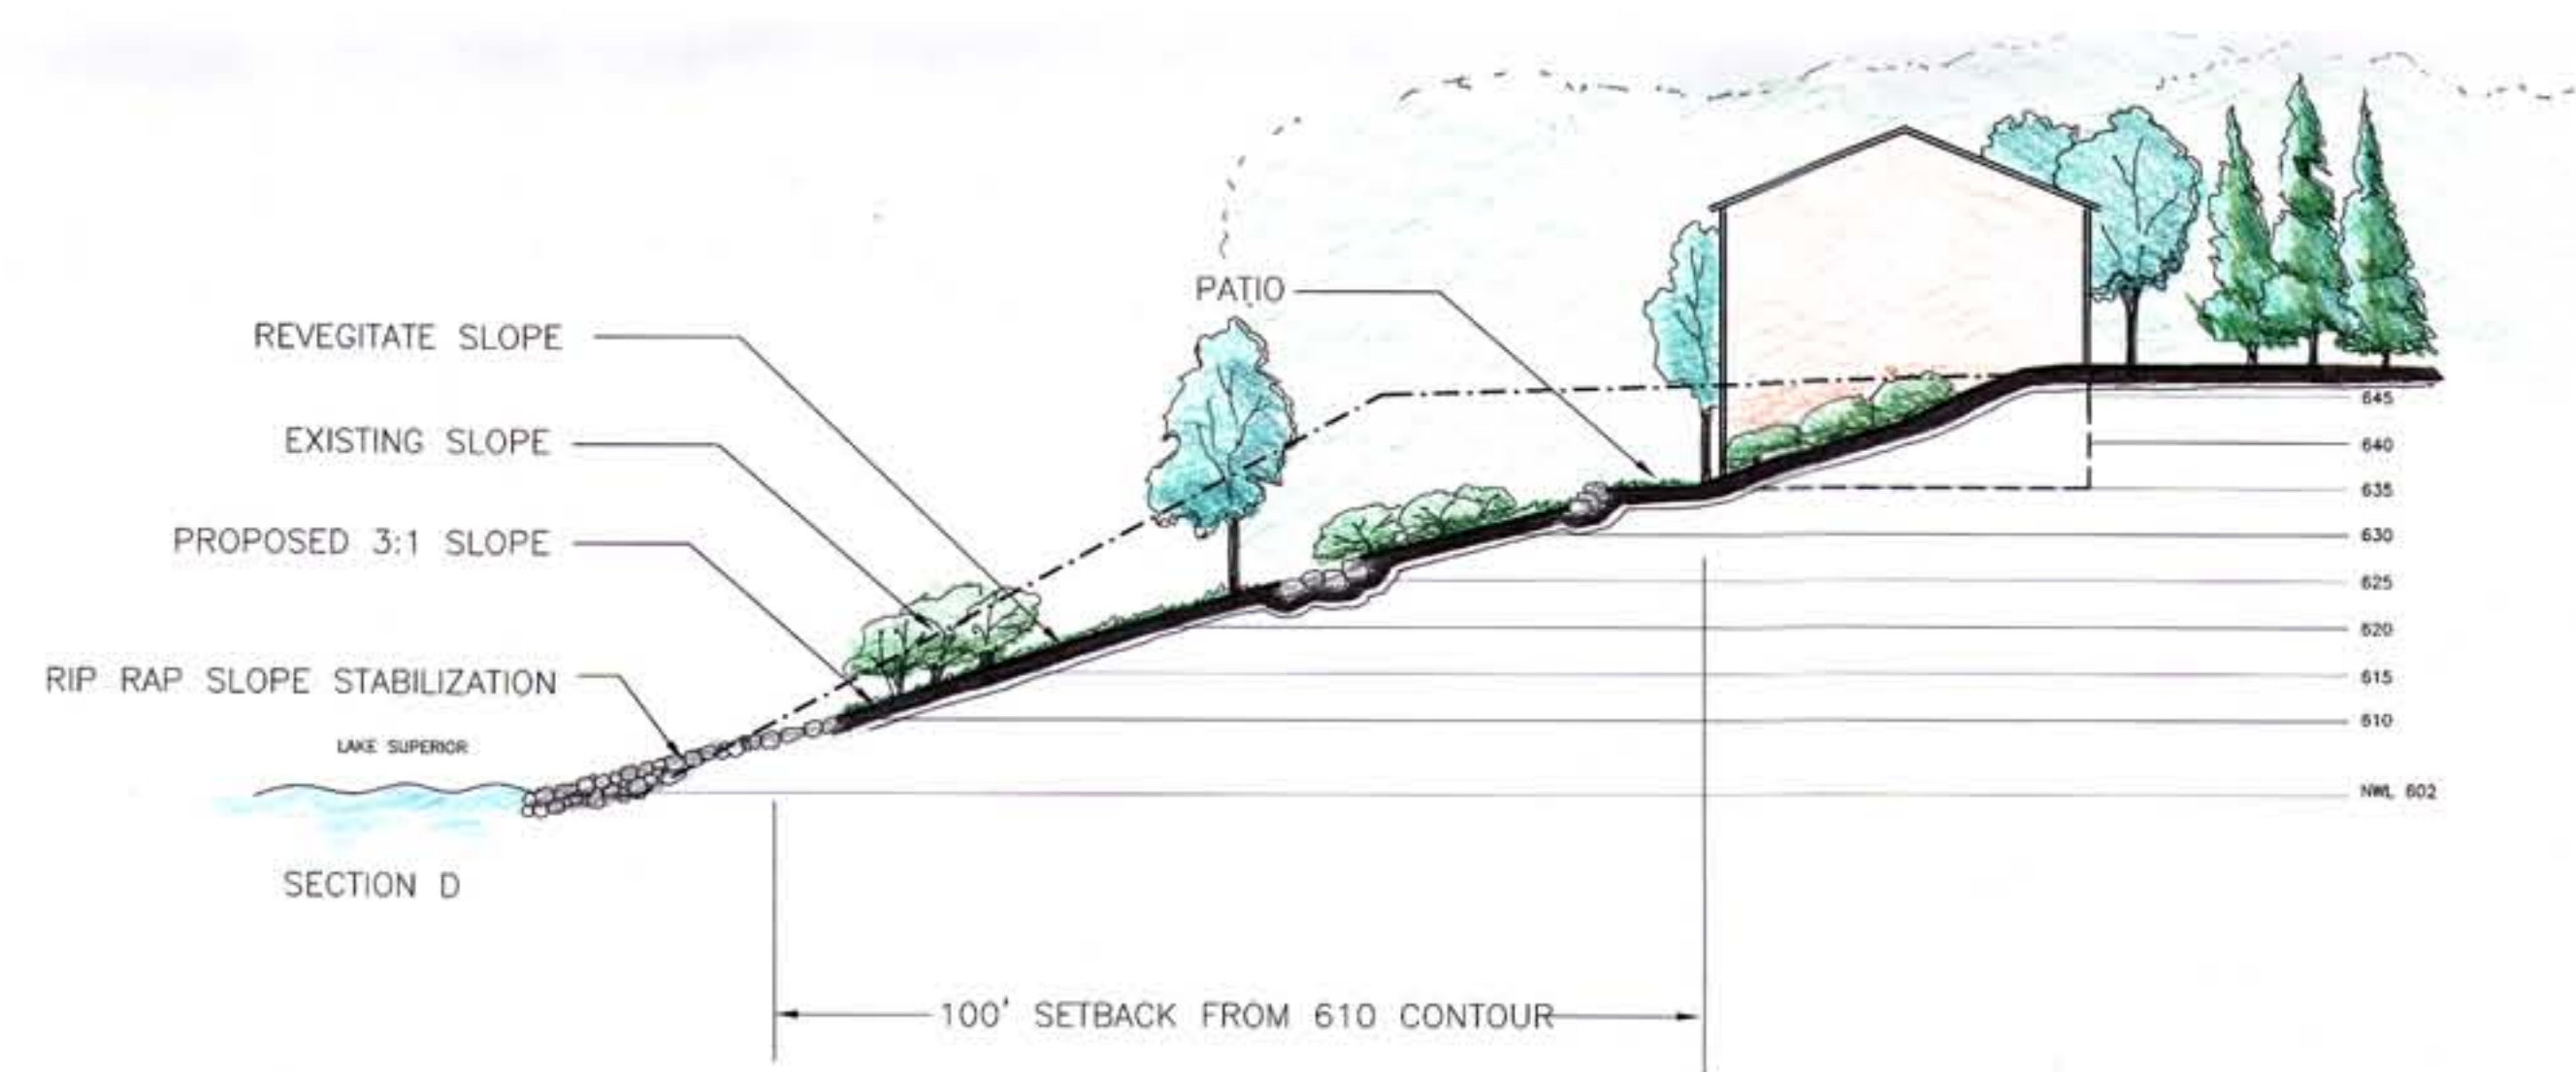 PATIO
REVEGITATE SLOPE
EXISTING SLOPE
PROPOSED 3:1 SLOPE
RIP RAP SLOPE STABILIZATION
LAKE SUPERIOR
645
640
635
630
625
620
615
610
NWL 602
SECTION D
100' SETBACK FROM 610 CONTOUR